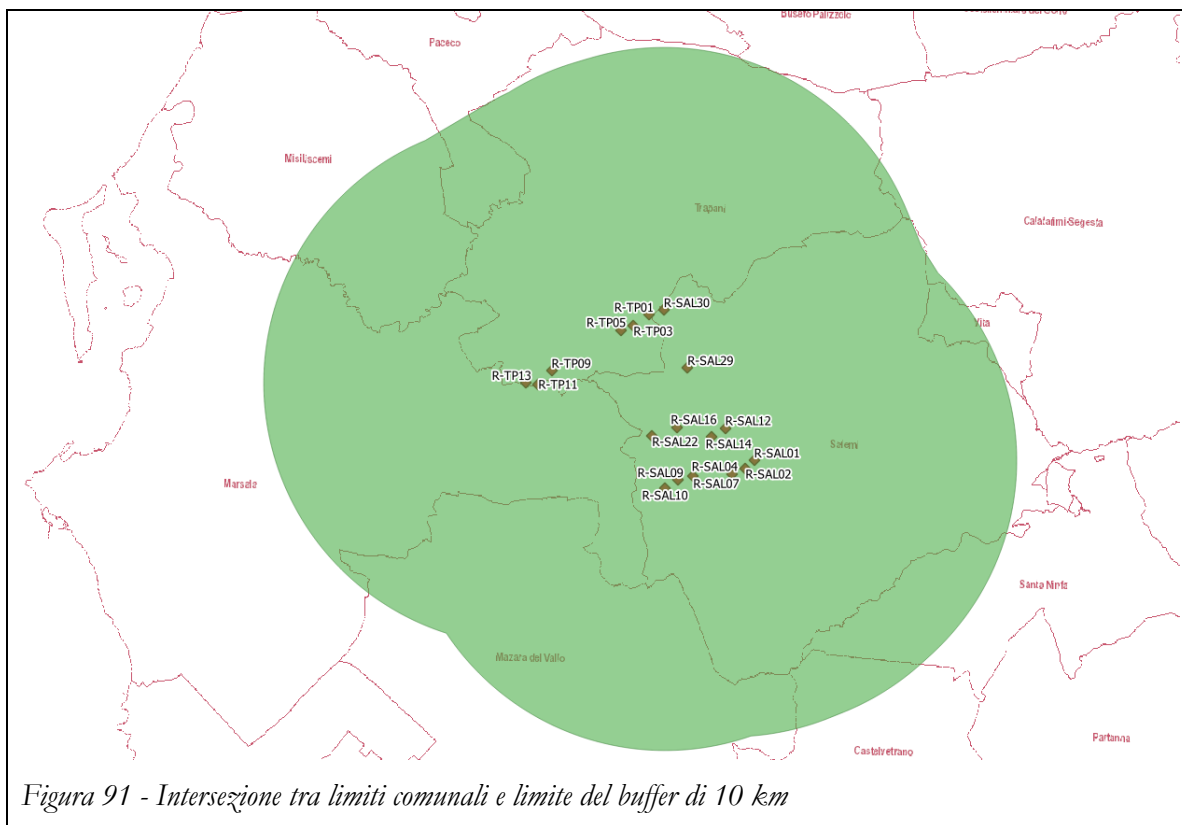 Buseto Palizzolo
Paceco
Misiliscemi
Trapani
Calatafimi-Segesta
R-TP01
R-SAL30
R-TP05
R-TP03
Vita
R-SAL29
R-TP09
R-TP13
R-TP11
R-SAL16
R-SAL12
R-SAL22
R-SAL14
Salemi
R-SAL01
R-SAL09
R-SAL04
R-SAL02
R-SAL07
R-SAL10
Marsala
Santa Ninfa
Mazara del Vallo
Partanna
Castelvetrano
Figura 91 - Intersezione tra limiti comunali e limite del buffer di 10 km